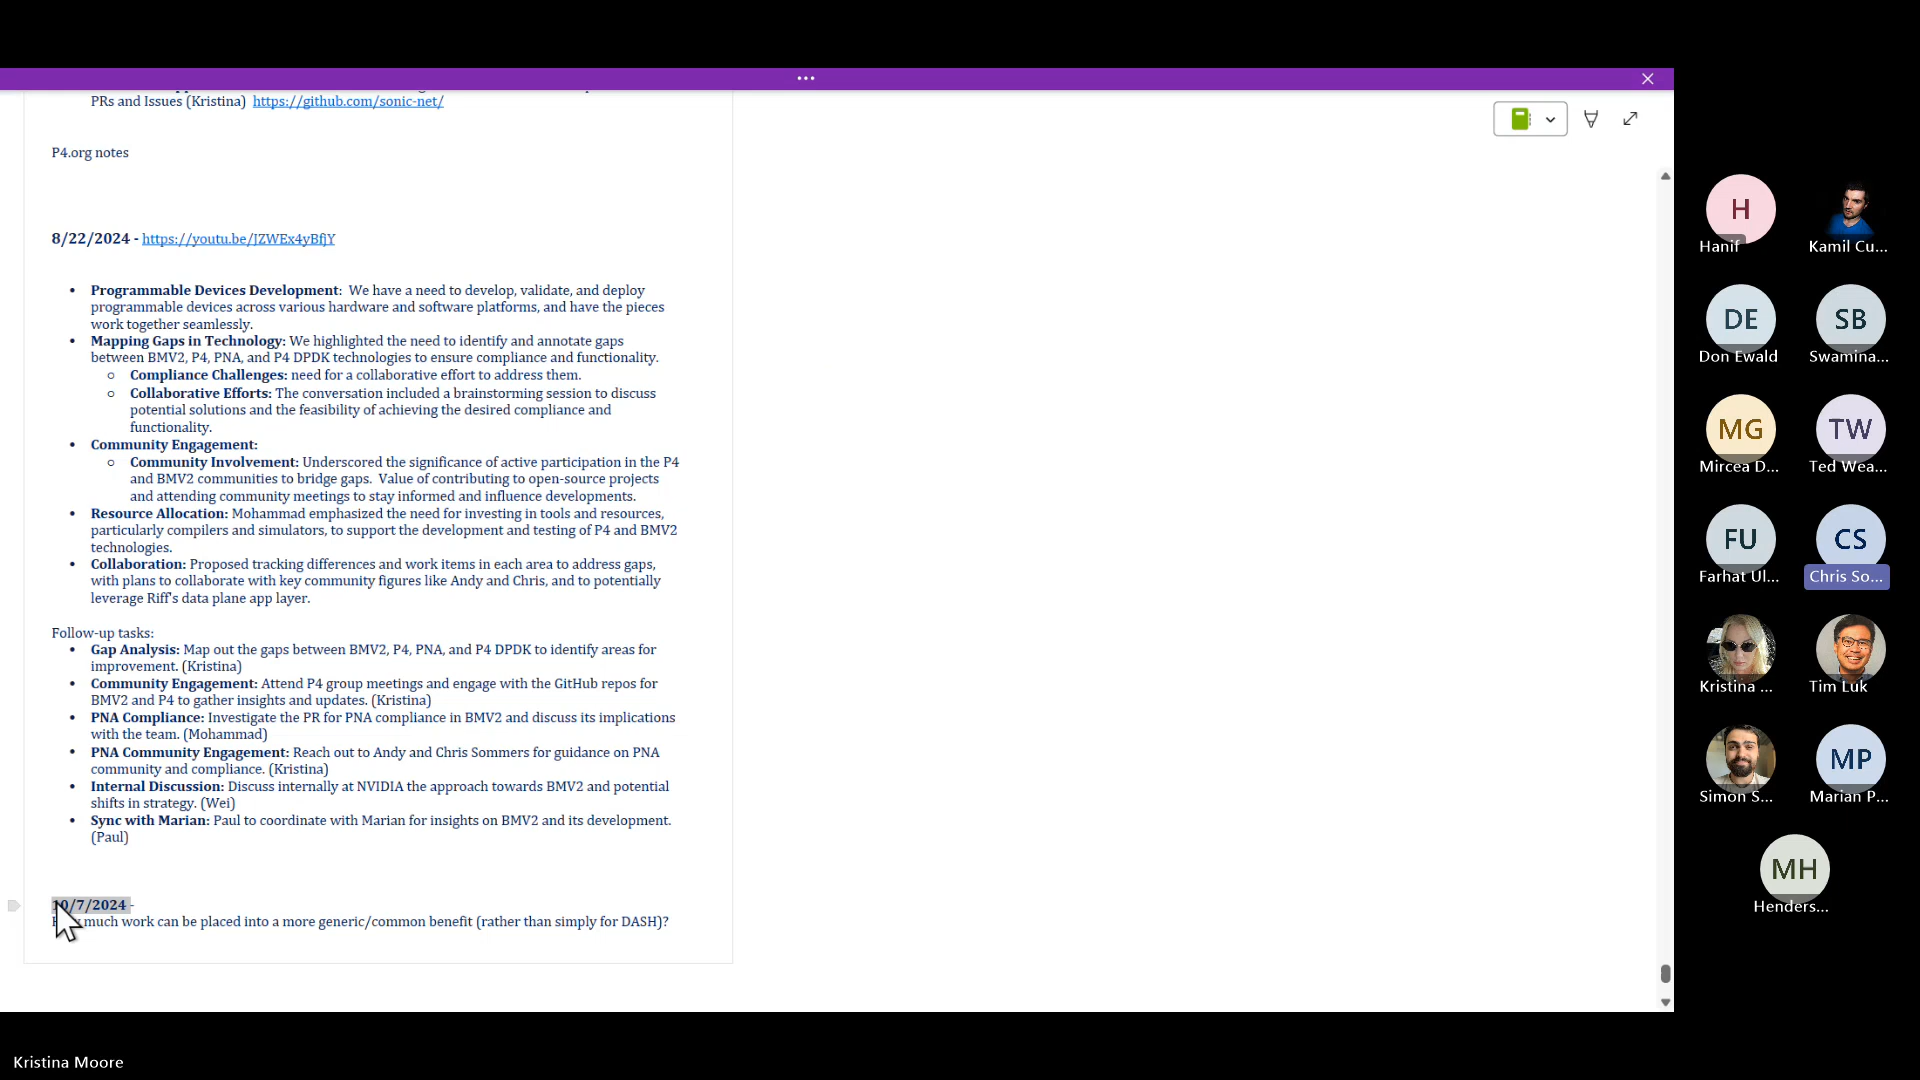 PRs and Issues (Kristina) https://github.com/sonic-net/
P4.org notes
8/22/2024 - https://youtu.be/JZWEx4yBfjY
• Programmable Devices Development: We have a need to develop, validate, and deploy
programmable devices across various hardware and software platforms, and have the pieces
work together seamlessly.
• Mapping Gaps in Technology: We highlighted the need to identify and annotate gaps
between BMV2, P4, PNA, and P4 DPDK technologies to ensure compliance and functionality.
o Compliance Challenges: need for a collaborative effort to address them.
o Collaborative Efforts: The conversation included a brainstorming session to discuss
potential solutions and the feasibility of achieving the desired compliance and
functionality.
• Community Engagement:
o Community Involvement: Underscored the significance of active participation in the P4
and BMV2 communities to bridge gaps. Value of contributing to open-source projects
and attending community meetings to stay informed and influence developments.
• Resource Allocation: Mohammad emphasized the need for investing in tools and resources,
particularly compilers and simulators, to support the development and testing of P4 and BMV2
technologies.
• Collaboration: Proposed tracking differences and work items in each area to address gaps,
with plans to collaborate with key community figures like Andy and Chris, and to potentially
leverage Riff's data plane app layer.
Follow-up tasks:
• Gap Analysis: Map out the gaps between BMV2, P4, PNA, and P4 DPDK to identify areas for
improvement. (Kristina)
• Community Engagement: Attend P4 group meetings and engage with the GitHub repos for
BMV2 and P4 to gather insights and updates. (Kristina)
• PNA Compliance: Investigate the PR for PNA compliance in BMV2 and discuss its implications
with the team. (Mohammad)
• PNA Community Engagement: Reach out to Andy and Chris Sommers for guidance on PNA
community and compliance. (Kristina)
• Internal Discussion: Discuss internally at NVIDIA the approach towards BMV2 and potential
shifts in strategy. (Wei)
• Sync with Marian: Paul to coordinate with Marian for insights on BMV2 and its development.
(Paul)
10/7/2024 -
much work can be placed into a more generic/common benefit (rather than simply for DASH)?
H
Hanif
Kamil Cu...
DE
Don Ewald
SB
Swamina...
MG
Mircea D...
TW
Ted Wea...
FU
Farhat Ul...
CS
Chris So...
Kristina ...
Tim Luk
Simon S...
MP
Marian P...
MH
Henders...
Kristina Moore